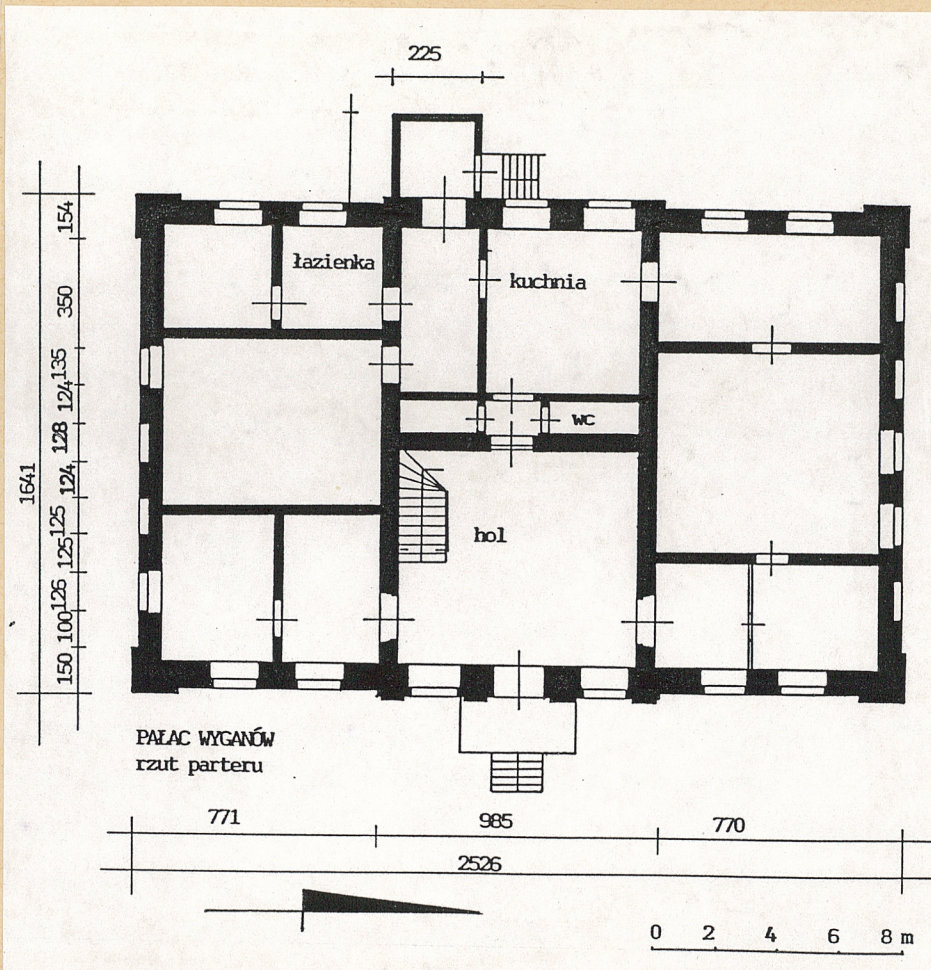 225
154
350
135
124
128
124
125
125
126
100
150
1641
łazienka
kuchnia
wc
hol
PAŁAC WYGANÓW
rzut parteru
771 985 770
2526
0 2 4 6 8 m